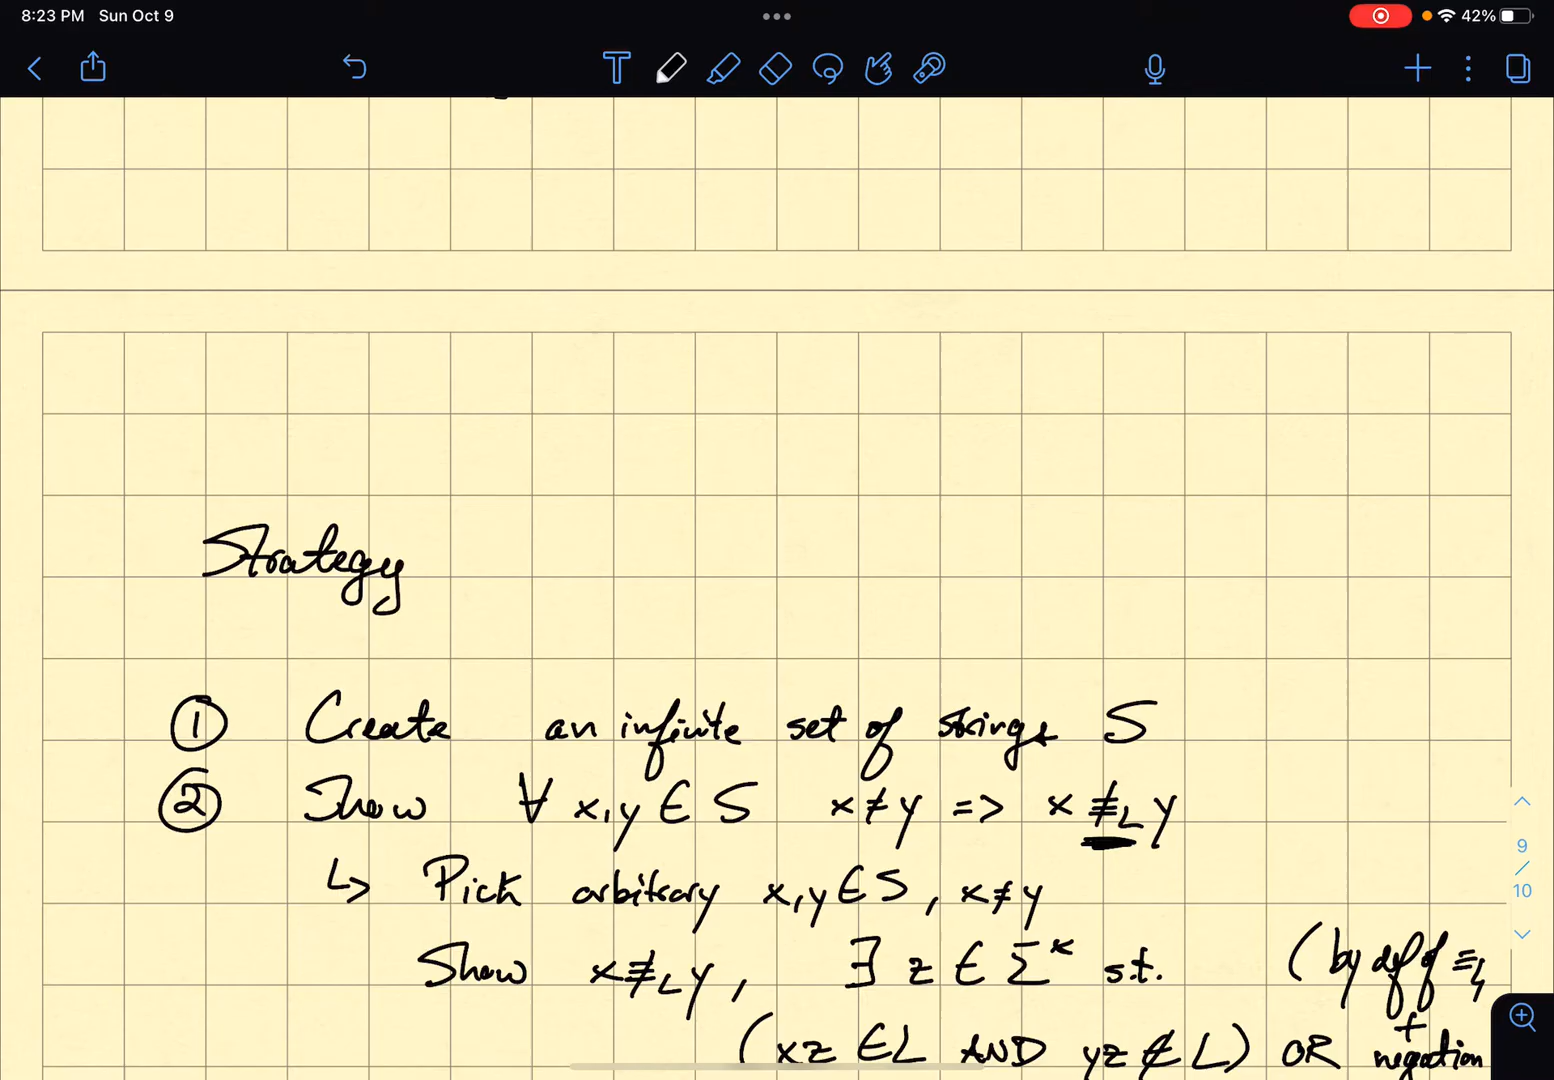 8:23 PM Sun Oct 9
42%
T
Strategy
① Create an infinite set of strings S
② Show ∀ x,y ∈ S x ≠ y => x ≢L y
↳ Pick arbitrary x,y ∈ S, x ≠ y
Show x ≢L y, ∃ z ∈ Σ* s.t. (by def of ≡L
+
(xz ∈ L AND yz ∉ L) OR negation
9
/
10